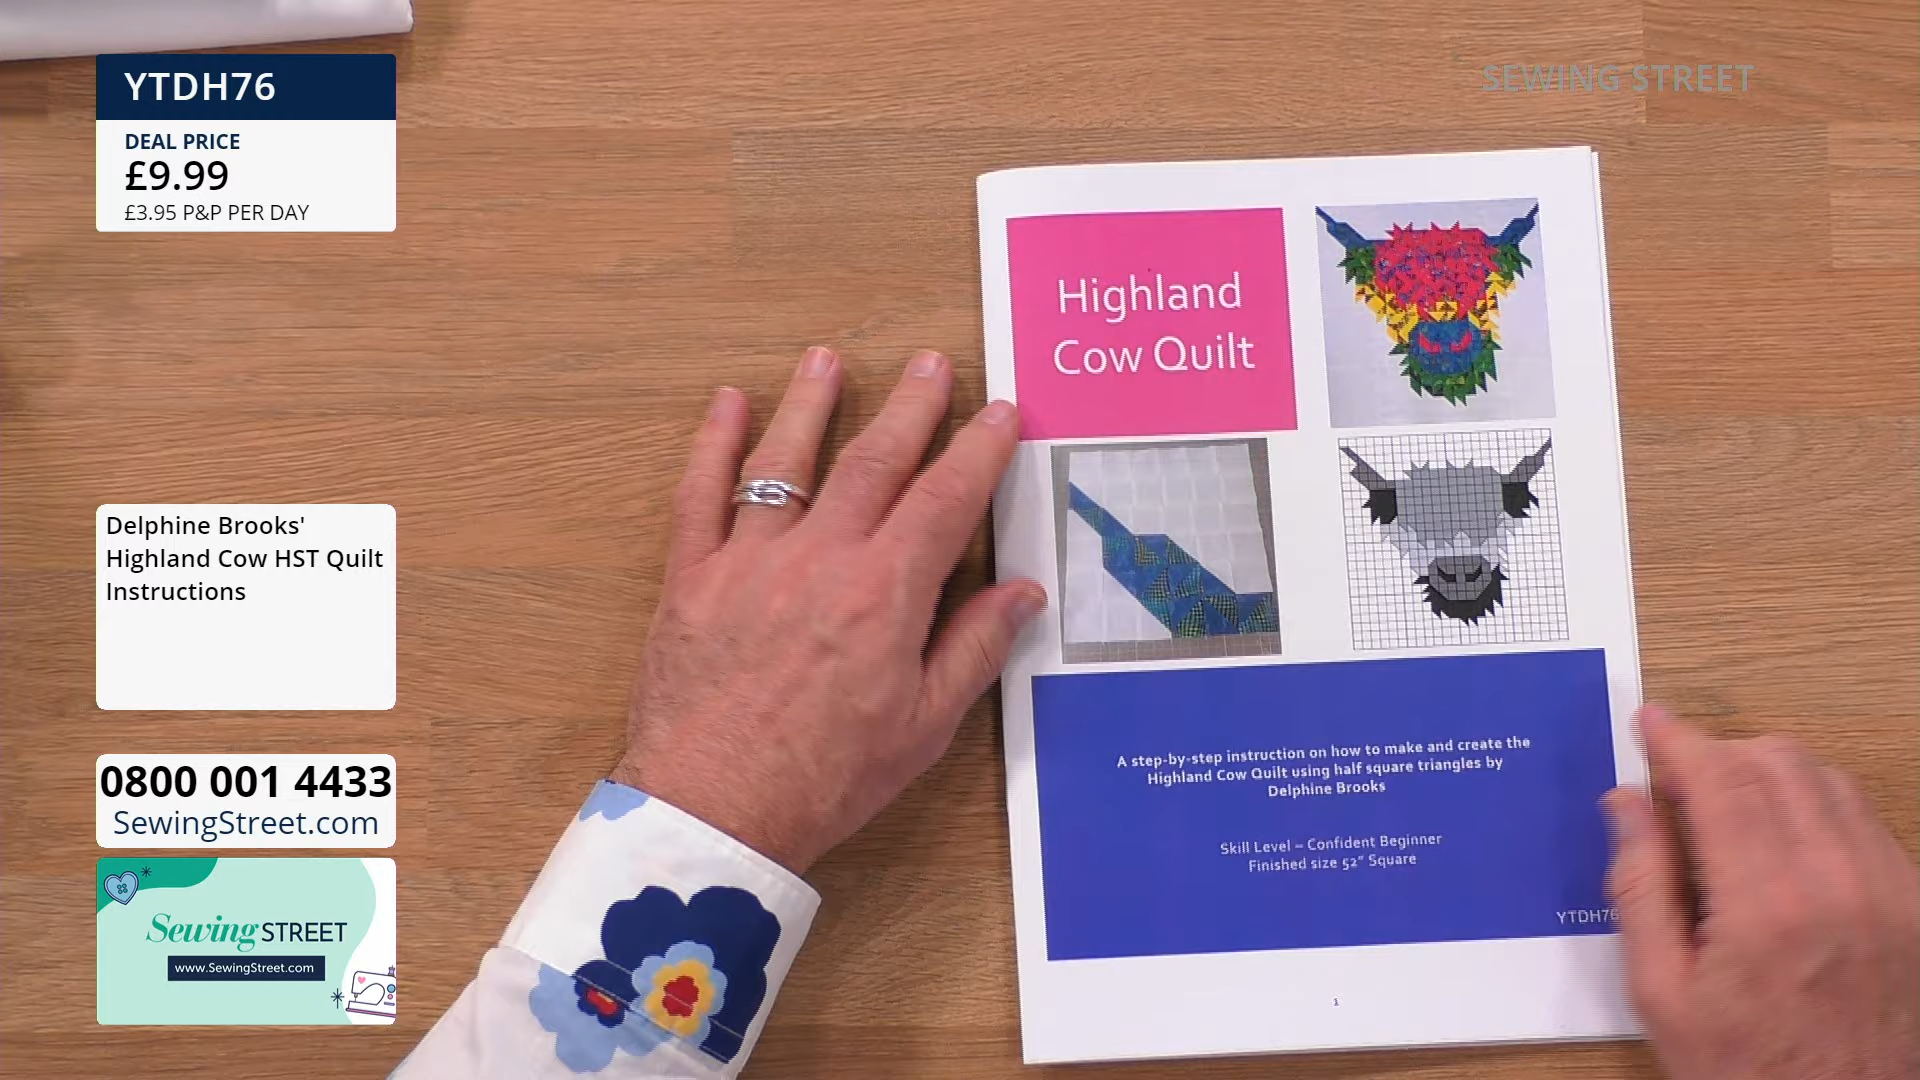 YTDH76
DEAL PRICE
£9.99
£3.95 P&P PER DAY
SEWING STREET
Highland
Cow Quilt
Delphine Brooks'
Highland Cow HST Quilt
Instructions
A step-by-step instruction on how to make and create the
Highland Cow Quilt using half square triangles by
Delphine Brooks
Skill Level – Confident Beginner
Finished size 52" Square
YTDH76
1
0800 001 4433
SewingStreet.com
Sewing STREET
www.SewingStreet.com